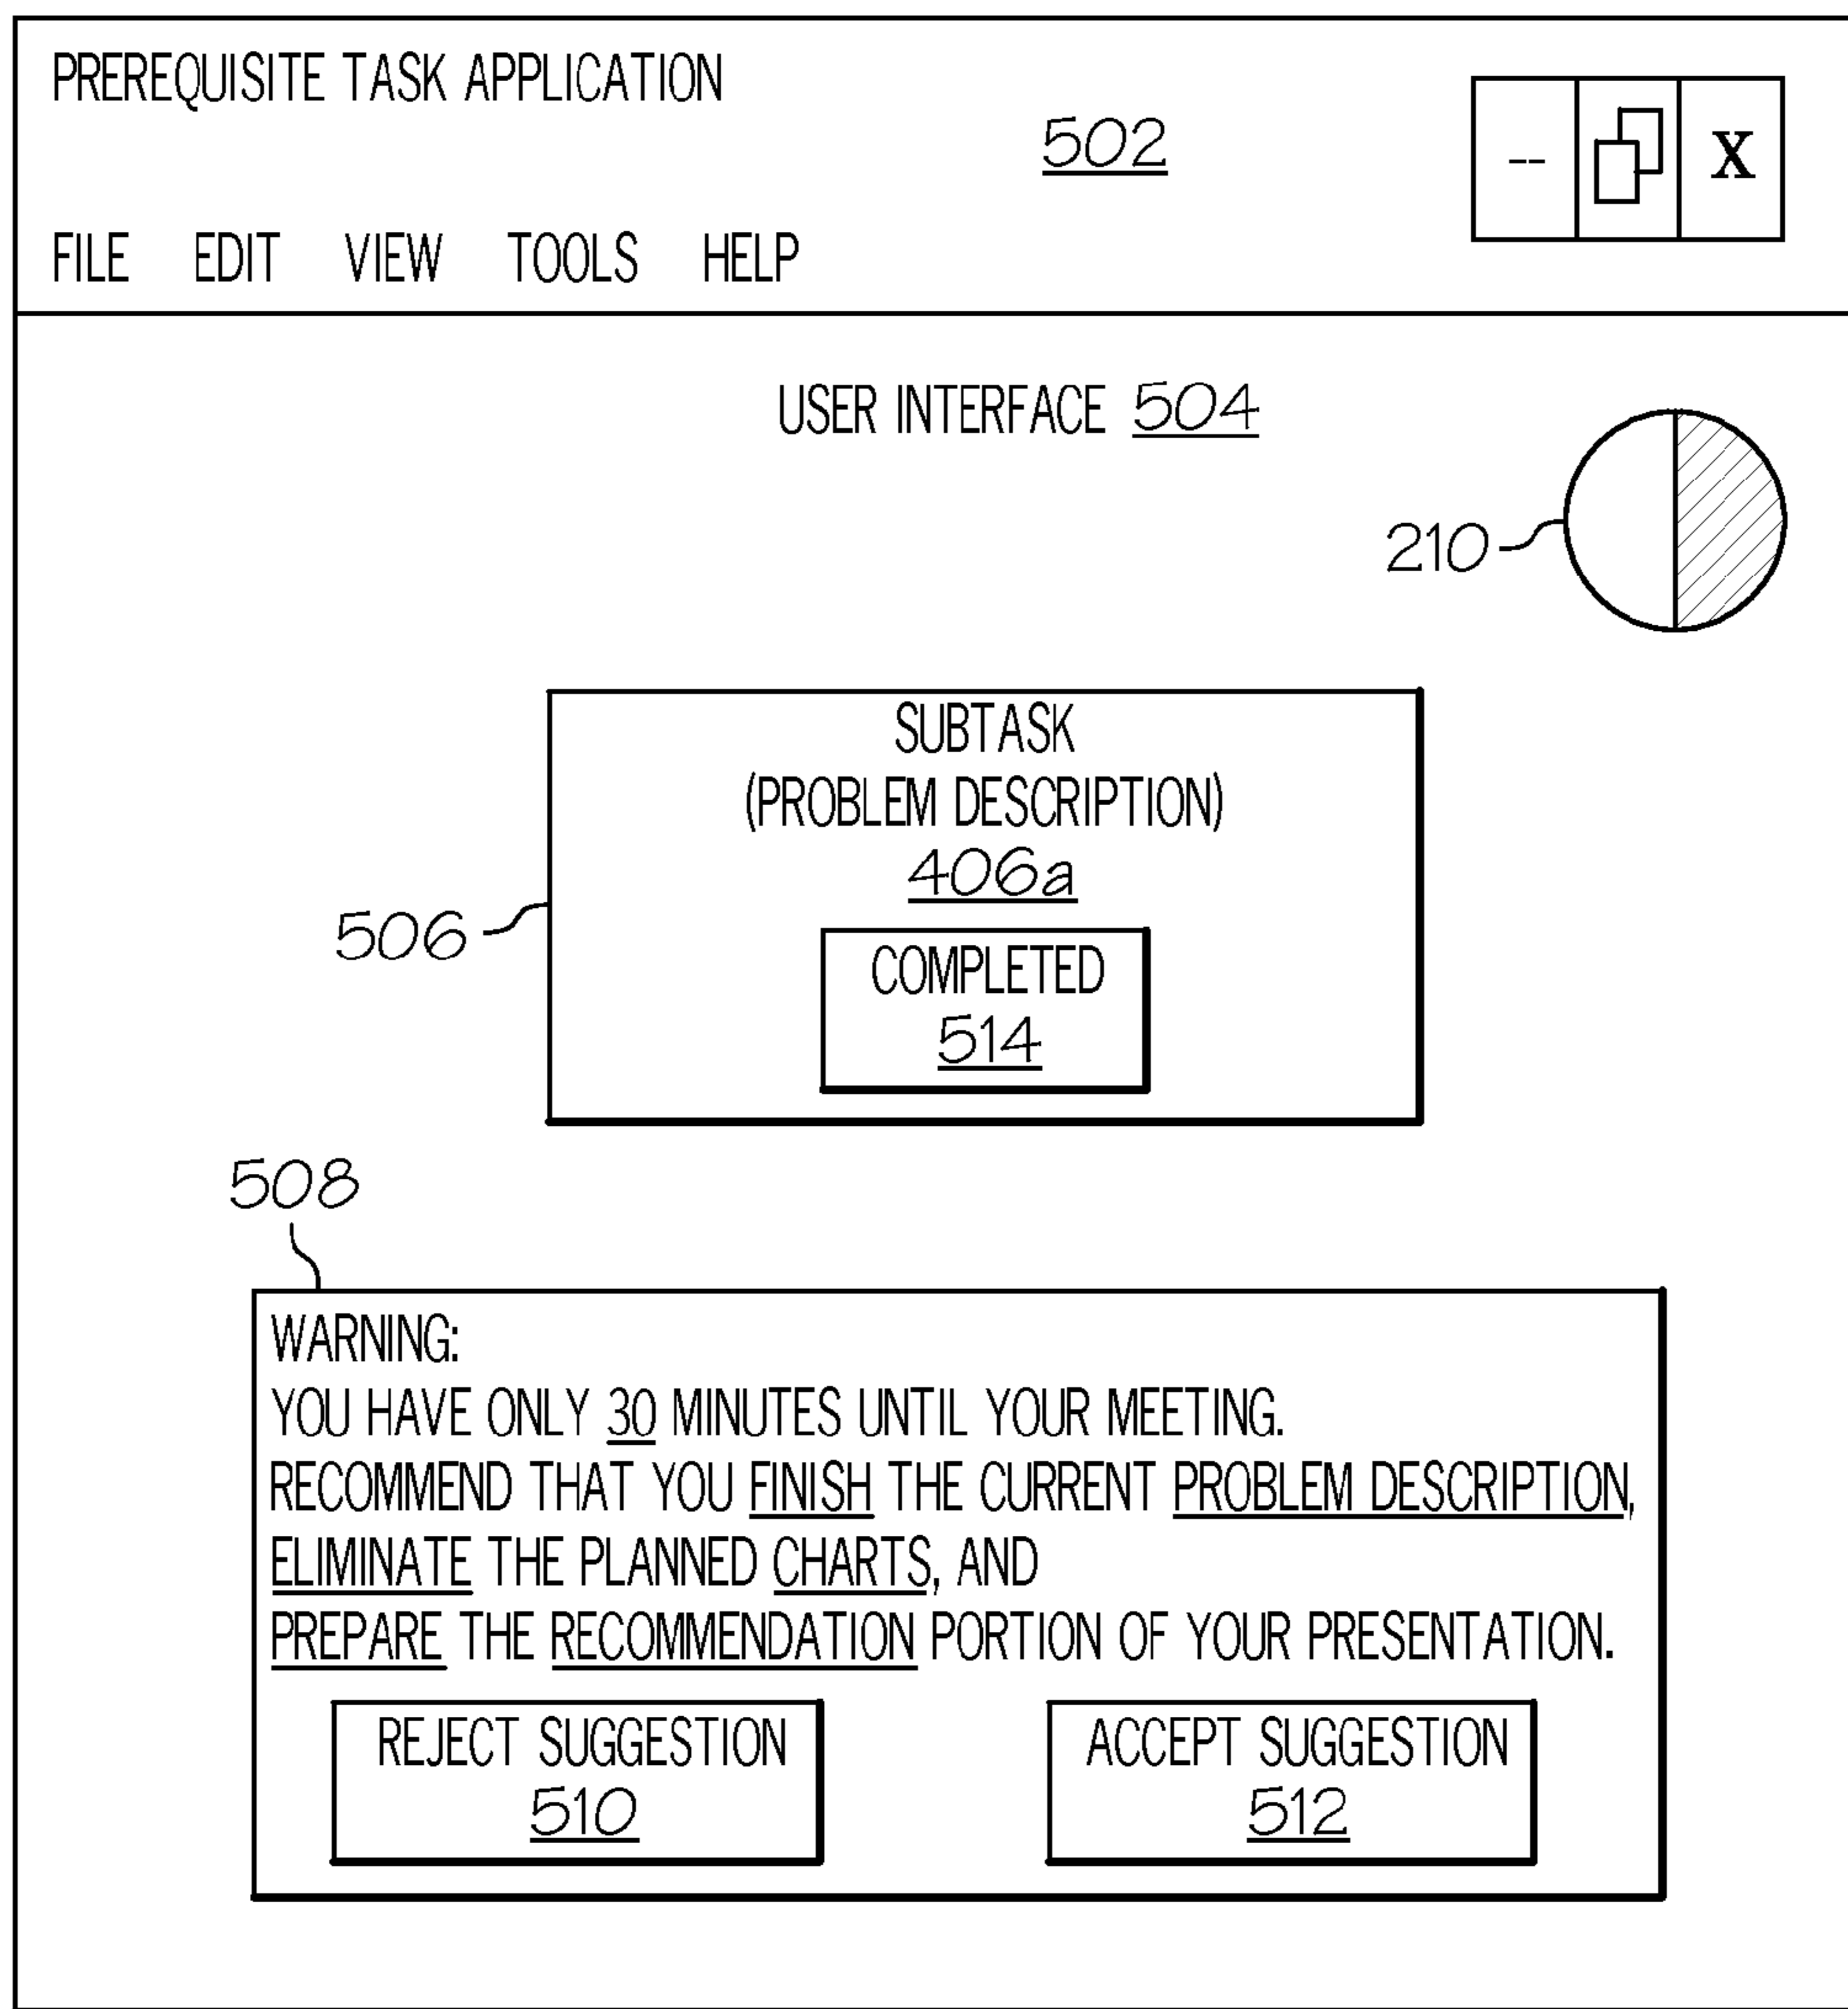 PREREQUISITE TASK APPLICATION
502
-- X
FILE EDIT VIEW TOOLS HELP
USER INTERFACE 504
210
SUBTASK
(PROBLEM DESCRIPTION)
406a
506
COMPLETED
514
508
WARNING:
YOU HAVE ONLY 30 MINUTES UNTIL YOUR MEETING.
RECOMMEND THAT YOU FINISH THE CURRENT PROBLEM DESCRIPTION,
ELIMINATE THE PLANNED CHARTS, AND
PREPARE THE RECOMMENDATION PORTION OF YOUR PRESENTATION.
REJECT SUGGESTION
510
ACCEPT SUGGESTION
512